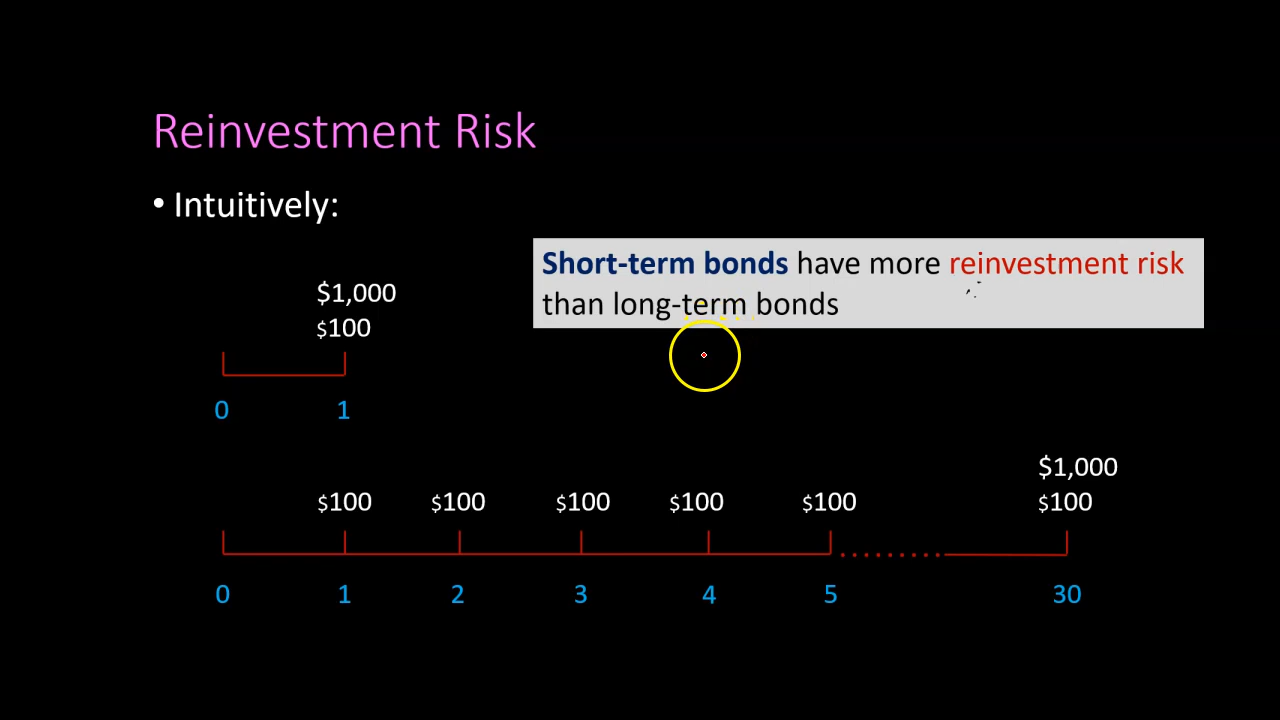 Reinvestment Risk
• Intuitively:
Short-term bonds have more reinvestment risk
than long-term bonds
$1,000
$100
0 1
$1,000
$100 $100 $100 $100 $100 $100
0 1 2 3 4 5 30